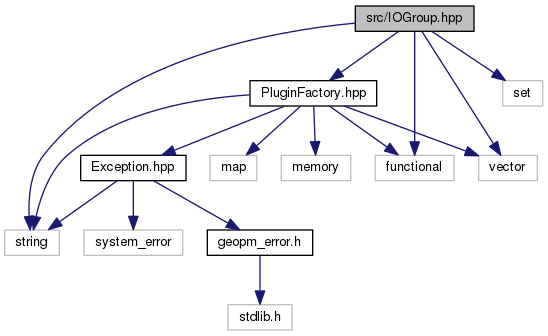 src/IOGroup.hpp
PluginFactory.hpp
set
Exception.hpp
map
memory
functional
vector
string
system_error
geopm_error.h
stdlib.h